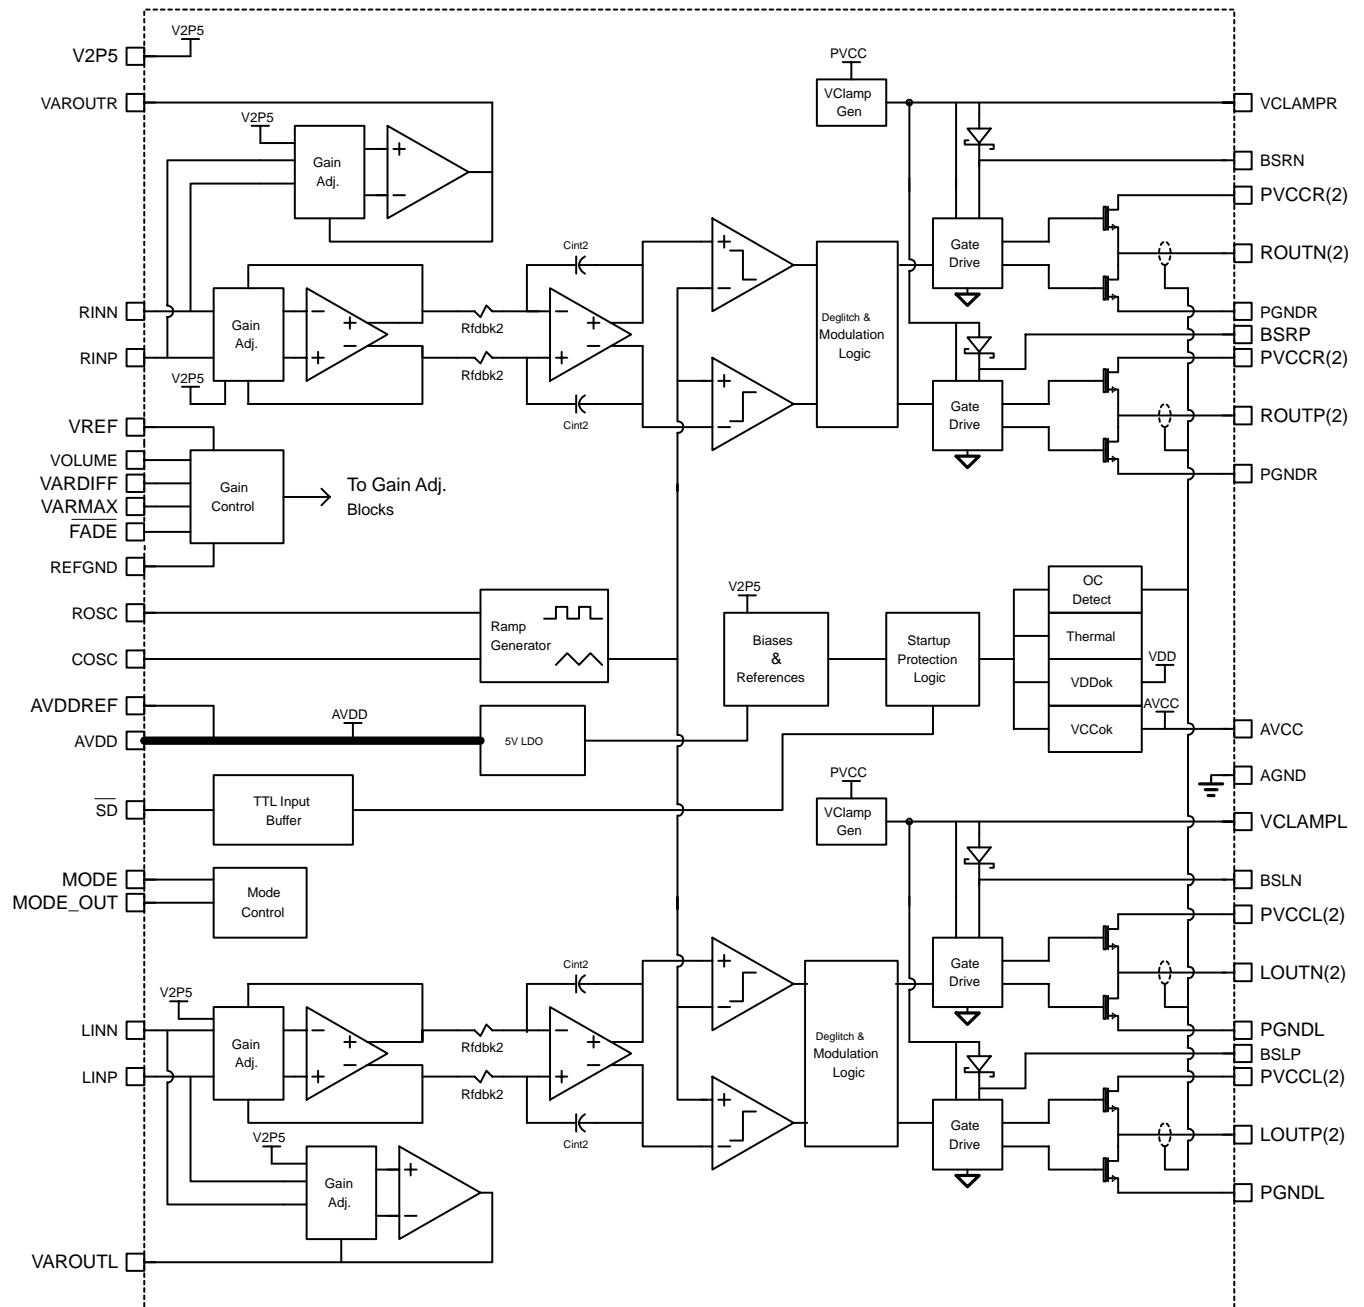 V2P5
V2P5
VAROUTR
V2P5
Gain
Adj.
RINN
RINP
Gain
Adj.
V2P5
Rfdbk2
Rfdbk2
Cint2
Cint2
VREF
VOLUME
VARDIFF
VARMAX
FADE
REFGND
Gain
Control
To Gain Adj.
Blocks
ROSC
COSC
Ramp
Generator
AVDDREF
AVDD
AVDD
5V LDO
SD
TTL Input
Buffer
MODE
MODE_OUT
Mode
Control
V2P5
Biases
&
References
Startup
Protection
Logic
OC
Detect
Thermal
VDDok
VCCok
VDD
AVCC
PVCC
VClamp
Gen
Deglitch &
Modulation
Logic
Gate
Drive
Gate
Drive
VCLAMPR
BSRN
PVCCR(2)
ROUTN(2)
PGNDR
BSRP
PVCCR(2)
ROUTP(2)
PGNDR
AVCC
AGND
PVCC
VClamp
Gen
VCLAMPL
BSLN
PVCCL(2)
LOUTN(2)
PGNDL
BSLP
PVCCL(2)
LOUTP(2)
PGNDL
Gate
Drive
Gate
Drive
Deglitch &
Modulation
Logic
V2P5
LINN
LINP
Gain
Adj.
Rfdbk2
Rfdbk2
Cint2
Cint2
V2P5
Gain
Adj.
VAROUTL